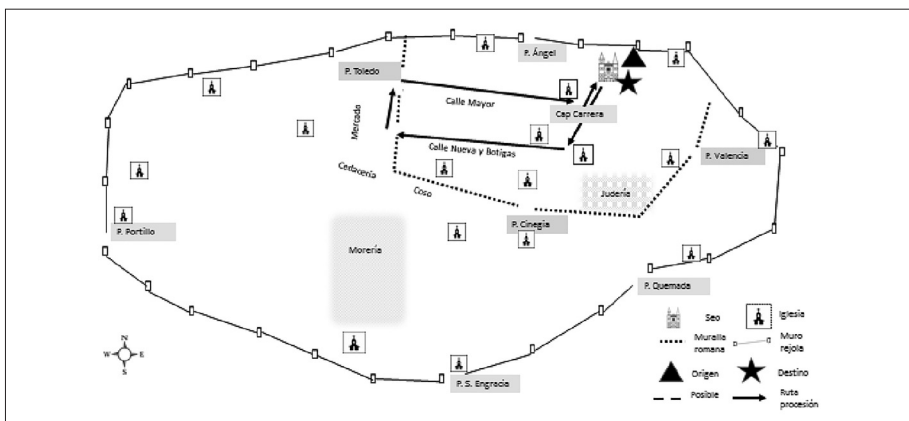 P. Ángel
P. Toledo
Calle Mayor
Cap Carrera
Mercado
Calle Nueva y Botigas
P. Valencia
Cerlacería
Coso
Judería
P. Portillo
P. Cinegia
Morería
P. Quemada
N
W E
S
P. S. Engracia
Seo
Iglesia
Muralla
romana
Muro
rejola
Origen
Destino
Posible
Ruta
procesión